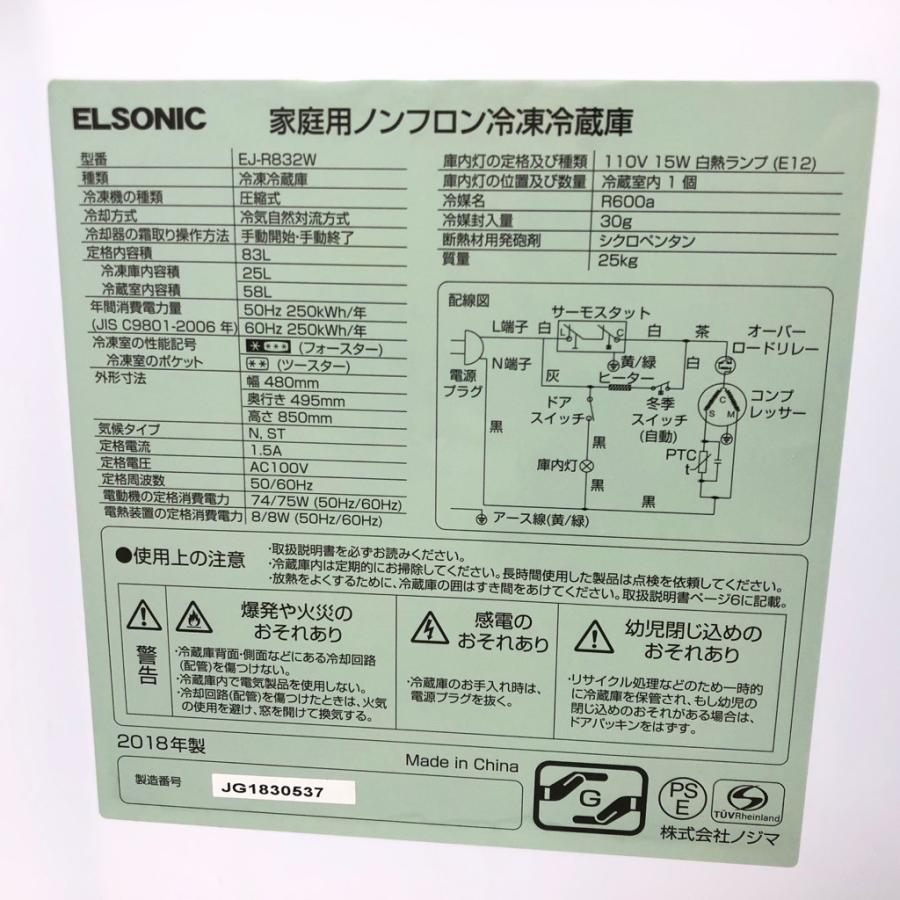 ELSONIC 家庭用ノンフロン冷凍冷蔵庫
型番 EJ-R832W
種類 冷凍冷蔵庫
冷凍機の種類 圧縮式
冷却方式 冷気自然対流方式
冷却器の霜取り操作方法 手動開始・手動終了
定格内容積 83L
冷凍庫内容積 25L
冷蔵室内容積 58L
年間消費電力量 50Hz 250kWh/年
(JIS C9801-2006 年) 60Hz 250kWh/年
冷凍室の性能記号 (フォースター)
冷凍室のポケット (ツースター)
外形寸法 幅 480mm
奥行き 495mm
高さ 850mm
気候タイプ N, ST
定格電流 1.5A
定格電圧 AC100V
定格周波数 50/60Hz
電動機の定格消費電力 74/75W (50Hz/60Hz)
電熱装置の定格消費電力 8/8W (50Hz/60Hz)
庫内灯の定格及び種類 110V 15W 白熱ランプ (E12)
庫内灯の位置及び数量 冷蔵室内 1 個
冷媒名 R600a
冷媒封入量 30g
断熱材用発砲剤 シクロペンタン
質量 25kg
配線図
サーモスタット
L端子 白 L C 白 茶 オーバー
ロードリレー
N端子 黄/緑 白
電源
プラグ
灰 ヒーター
ドア
スイッチ
冬季
スイッチ
(自動)
C
S M
コンプ
レッサー
黒 黒
PTC
t
庫内灯
黒 黒
アース線(黄/緑)
●使用上の注意
・取扱説明書を必ずお読みください。
・冷蔵庫内は定期的にお掃除してください。長時間使用した製品は点検を依頼してください。
・放熱をよくするために、冷蔵庫の囲はすき間をあけてください。取扱説明書ページ6に記載。
警告
爆発や火災の
おそれあり
・冷蔵庫背面・側面などにある冷却回路
(配管)を傷つけない。
・冷蔵庫内で電気製品を使用しない。
・冷却回路(配管)を傷つけたときは、火気
の使用を避け、窓を開けて換気する。
感電の
おそれあり
・冷蔵庫のお手入れ時は、
電源プラグを抜く。
幼児閉じ込めの
おそれあり
・リサイクル処理などのため一時的
に冷蔵庫を保管され、もし幼児の
閉じ込めのおそれがある場合は、
ドアパッキンをはずす。
2018年製
Made in China
製造番号 JG1830537
G
PS
E
TÜVRheinland
株式会社ノジマ